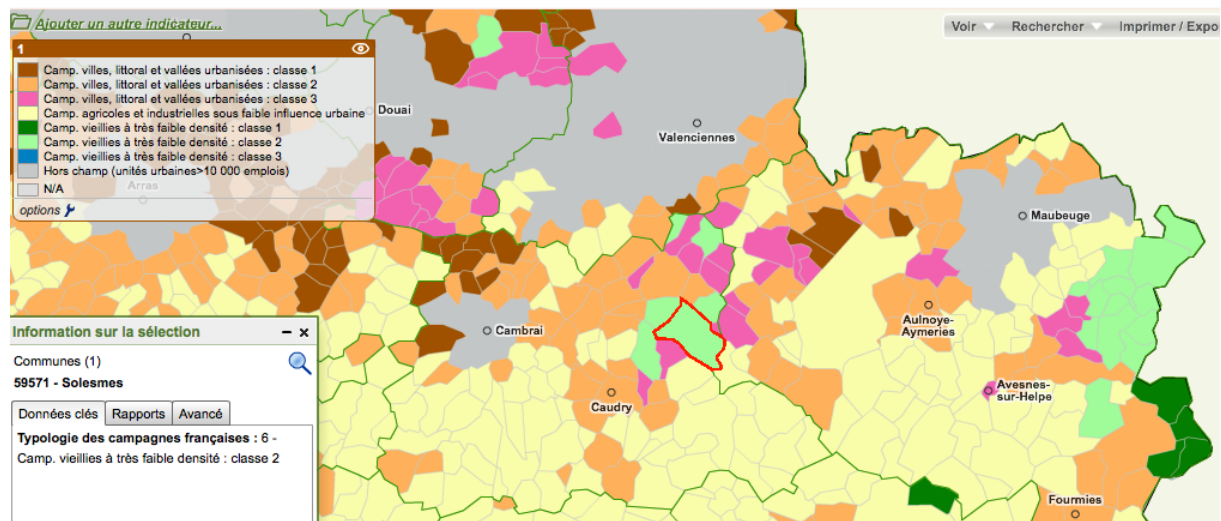 Ajouter un autre indicateur...
Voir Rechercher Imprimer / Expo
1
Camp. villes, littoral et vallées urbanisées : classe 1
Camp. villes, littoral et vallées urbanisées : classe 2
Camp. villes, littoral et vallées urbanisées : classe 3
Camp. agricoles et industrielles sous faible influence urbaine
Camp. vieillies à très faible densité : classe 1
Camp. vieillies à très faible densité : classe 2
Camp. vieillies à très faible densité : classe 3
Hors champ (unités urbaines>10 000 emplois)
N/A
options
Arras
Douai
Valenciennes
Maubeuge
Cambrai
Aulnoye-
Aymeries
Caudry
Avesnes-
sur-Helpe
Fourmies
Information sur la sélection
Communes (1)
59571 - Solesmes
Données clés Rapports Avancé
Typologie des campagnes françaises : 6 -
Camp. vieillies à très faible densité : classe 2